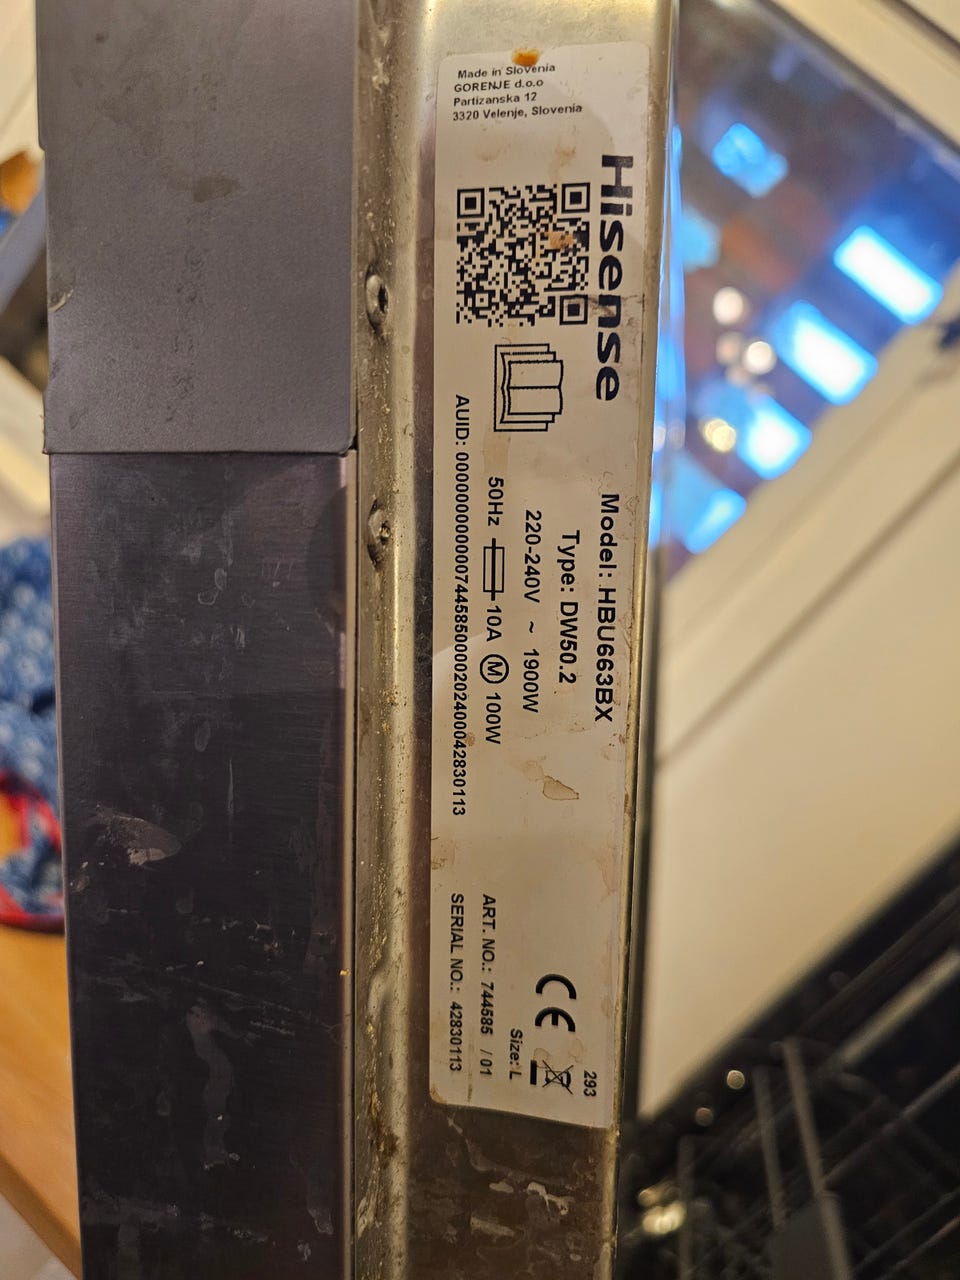 Made in Slovenia
GORENJE d.o.o
Partizanska 12
3320 Velenje, Slovenia
Hisense
Model: HBU663BX
Type: DW50.2
220-240V ~ 1900W
50Hz 10A M 100W
AUID: 000000000007445850000202400042830113
293
CE
Size: L
ART. NO.: 744585 / 01
SERIAL NO.: 42830113